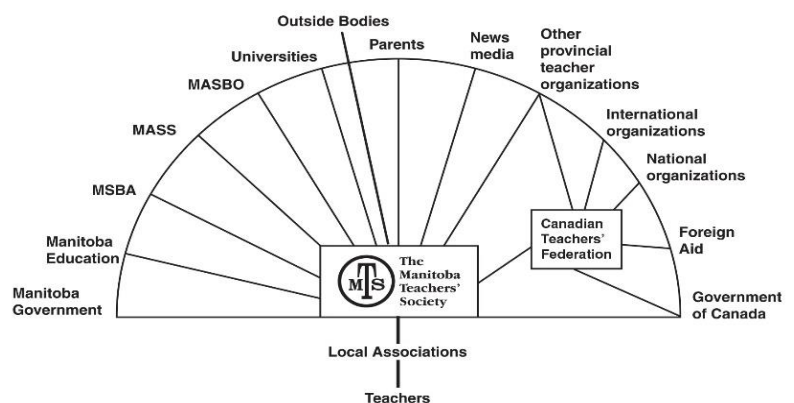 Outside Bodies
Parents
News
media
Other
provincial
teacher
organizations
Universities
MASBO
MASS
MSBA
Manitoba
Education
Manitoba
Government
International
organizations
National
organizations
Foreign
Aid
Government
of Canada
Canadian
Teachers'
Federation
MTS
The
Manitoba
Teachers'
Society
Local Associations
Teachers